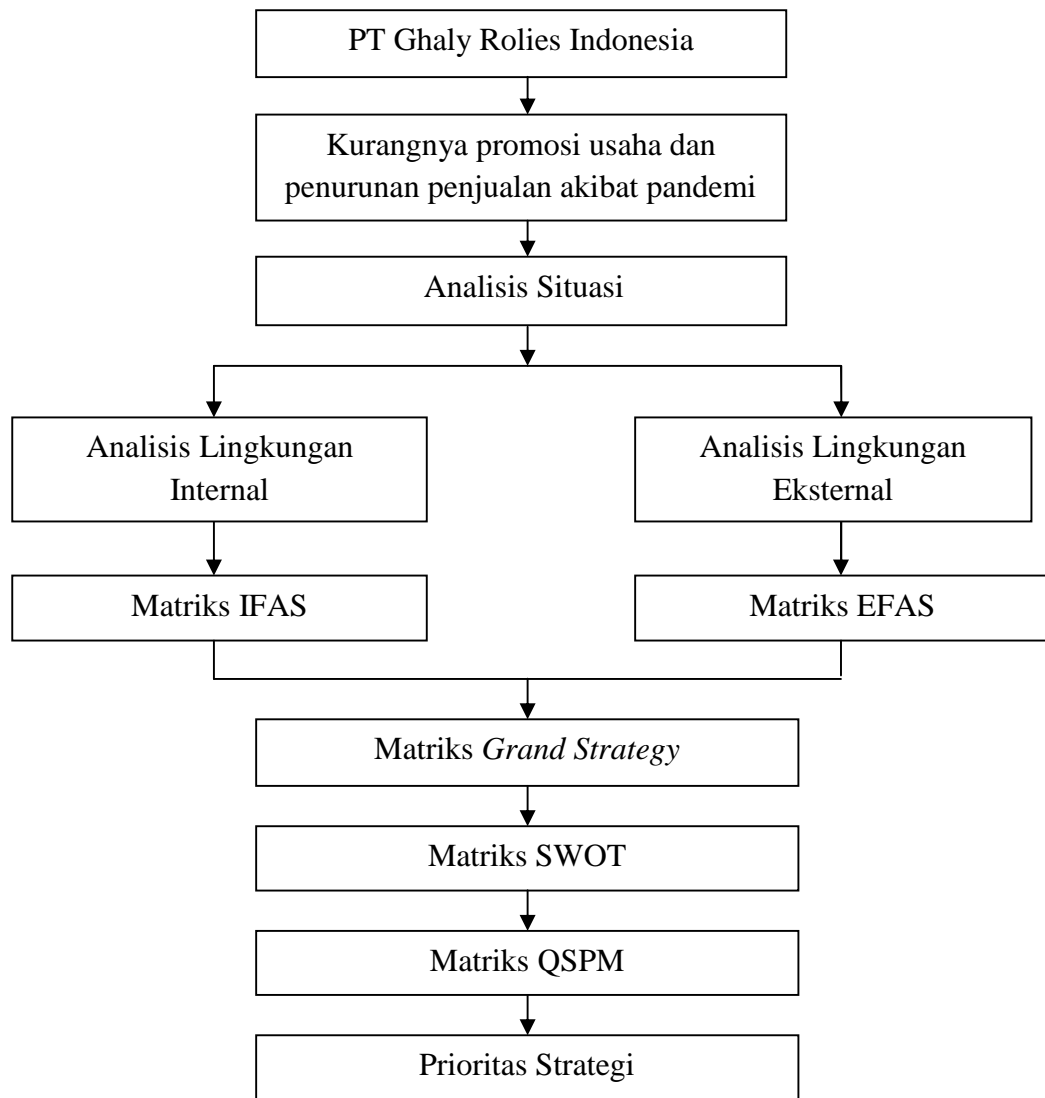 PT Ghaly Rolies Indonesia
Kurangnya promosi usaha dan
penurunan penjualan akibat pandemi
Analisis Situasi
Analisis Lingkungan
Internal
Analisis Lingkungan
Eksternal
Matriks IFAS
Matriks EFAS
Matriks Grand Strategy
Matriks SWOT
Matriks QSPM
Prioritas Strategi